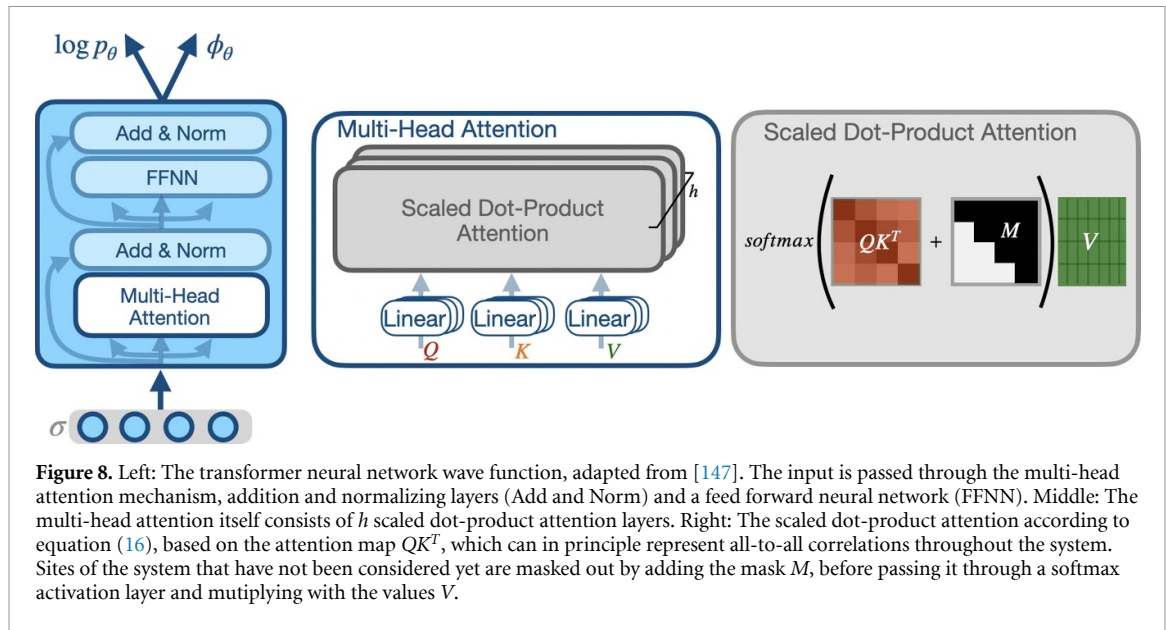 log pθ ϕθ
Add & Norm
FFNN
Add & Norm
Multi-Head
Attention
σ
Multi-Head Attention
Scaled Dot-Product
Attention
h
Linear Linear Linear
Q K V
Scaled Dot-Product Attention
softmax ( QK^T + M ) V
Figure 8. Left: The transformer neural network wave function, adapted from [147]. The input is passed through the multi-head
attention mechanism, addition and normalizing layers (Add and Norm) and a feed forward neural network (FFNN). Middle: The
multi-head attention itself consists of h scaled dot-product attention layers. Right: The scaled dot-product attention according to
equation (16), based on the attention map QK^T, which can in principle represent all-to-all correlations throughout the system.
Sites of the system that have not been considered yet are masked out by adding the mask M, before passing it through a softmax
activation layer and mutiplying with the values V.